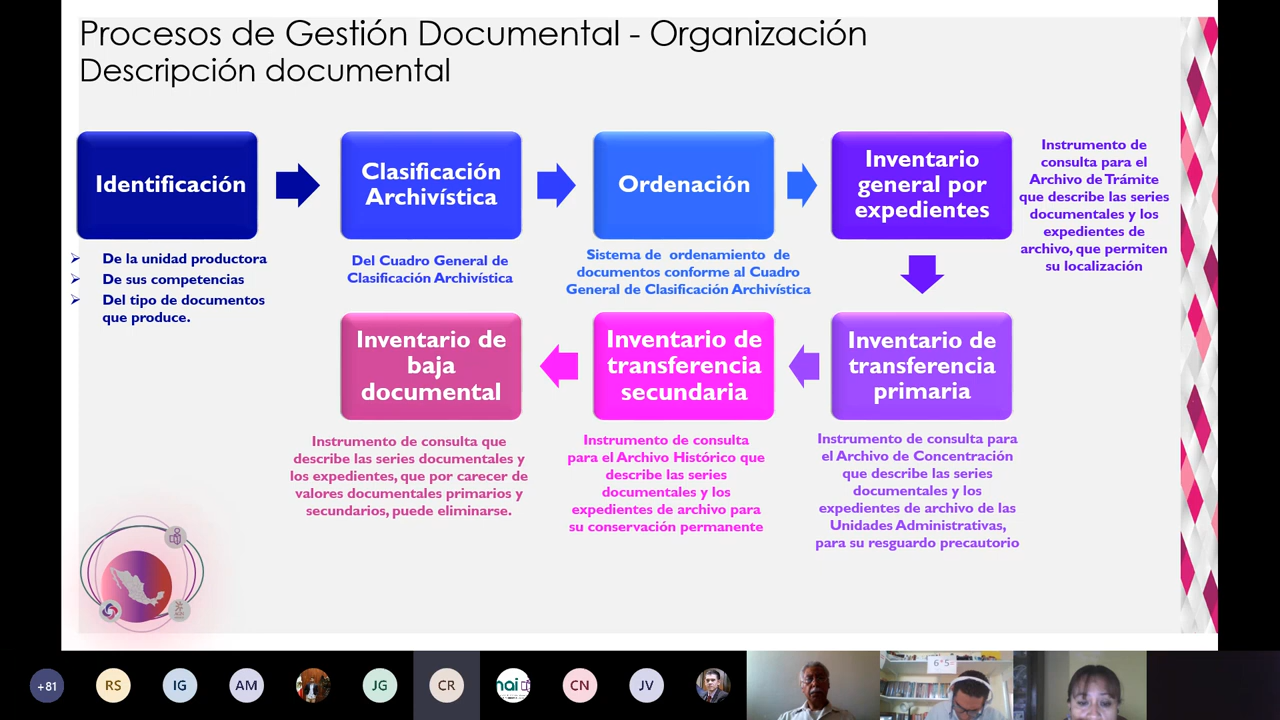 Procesos de Gestión Documental - Organización
Descripción documental
Identificación
➢ De la unidad productora
➢ De sus competencias
➢ Del tipo de documentos
que produce.
Clasificación
Archivística
Del Cuadro General de
Clasificación Archivística
Ordenación
Sistema de ordenamiento de
documentos conforme al Cuadro
General de Clasificación Archivística
Inventario
general por
expedientes
Instrumento de
consulta para el
Archivo de Trámite
que describe las series
documentales y los
expedientes de
archivo, que permiten
su localización
Inventario de
transferencia
primaria
Instrumento de consulta para
el Archivo de Concentración
que describe las series
documentales y los
expedientes de archivo de las
Unidades Administrativas,
para su resguardo precautorio
Inventario de
transferencia
secundaria
Instrumento de consulta
para el Archivo Histórico que
describe las series
documentales y los
expedientes de archivo para
su conservación permanente
Inventario de
baja
documental
Instrumento de consulta que
describe las series documentales y
los expedientes, que por carecer de
valores documentales primarios y
secundarios, puede eliminarse.
+81
RS
IG
AM
JG
CR
nai
CN
JV